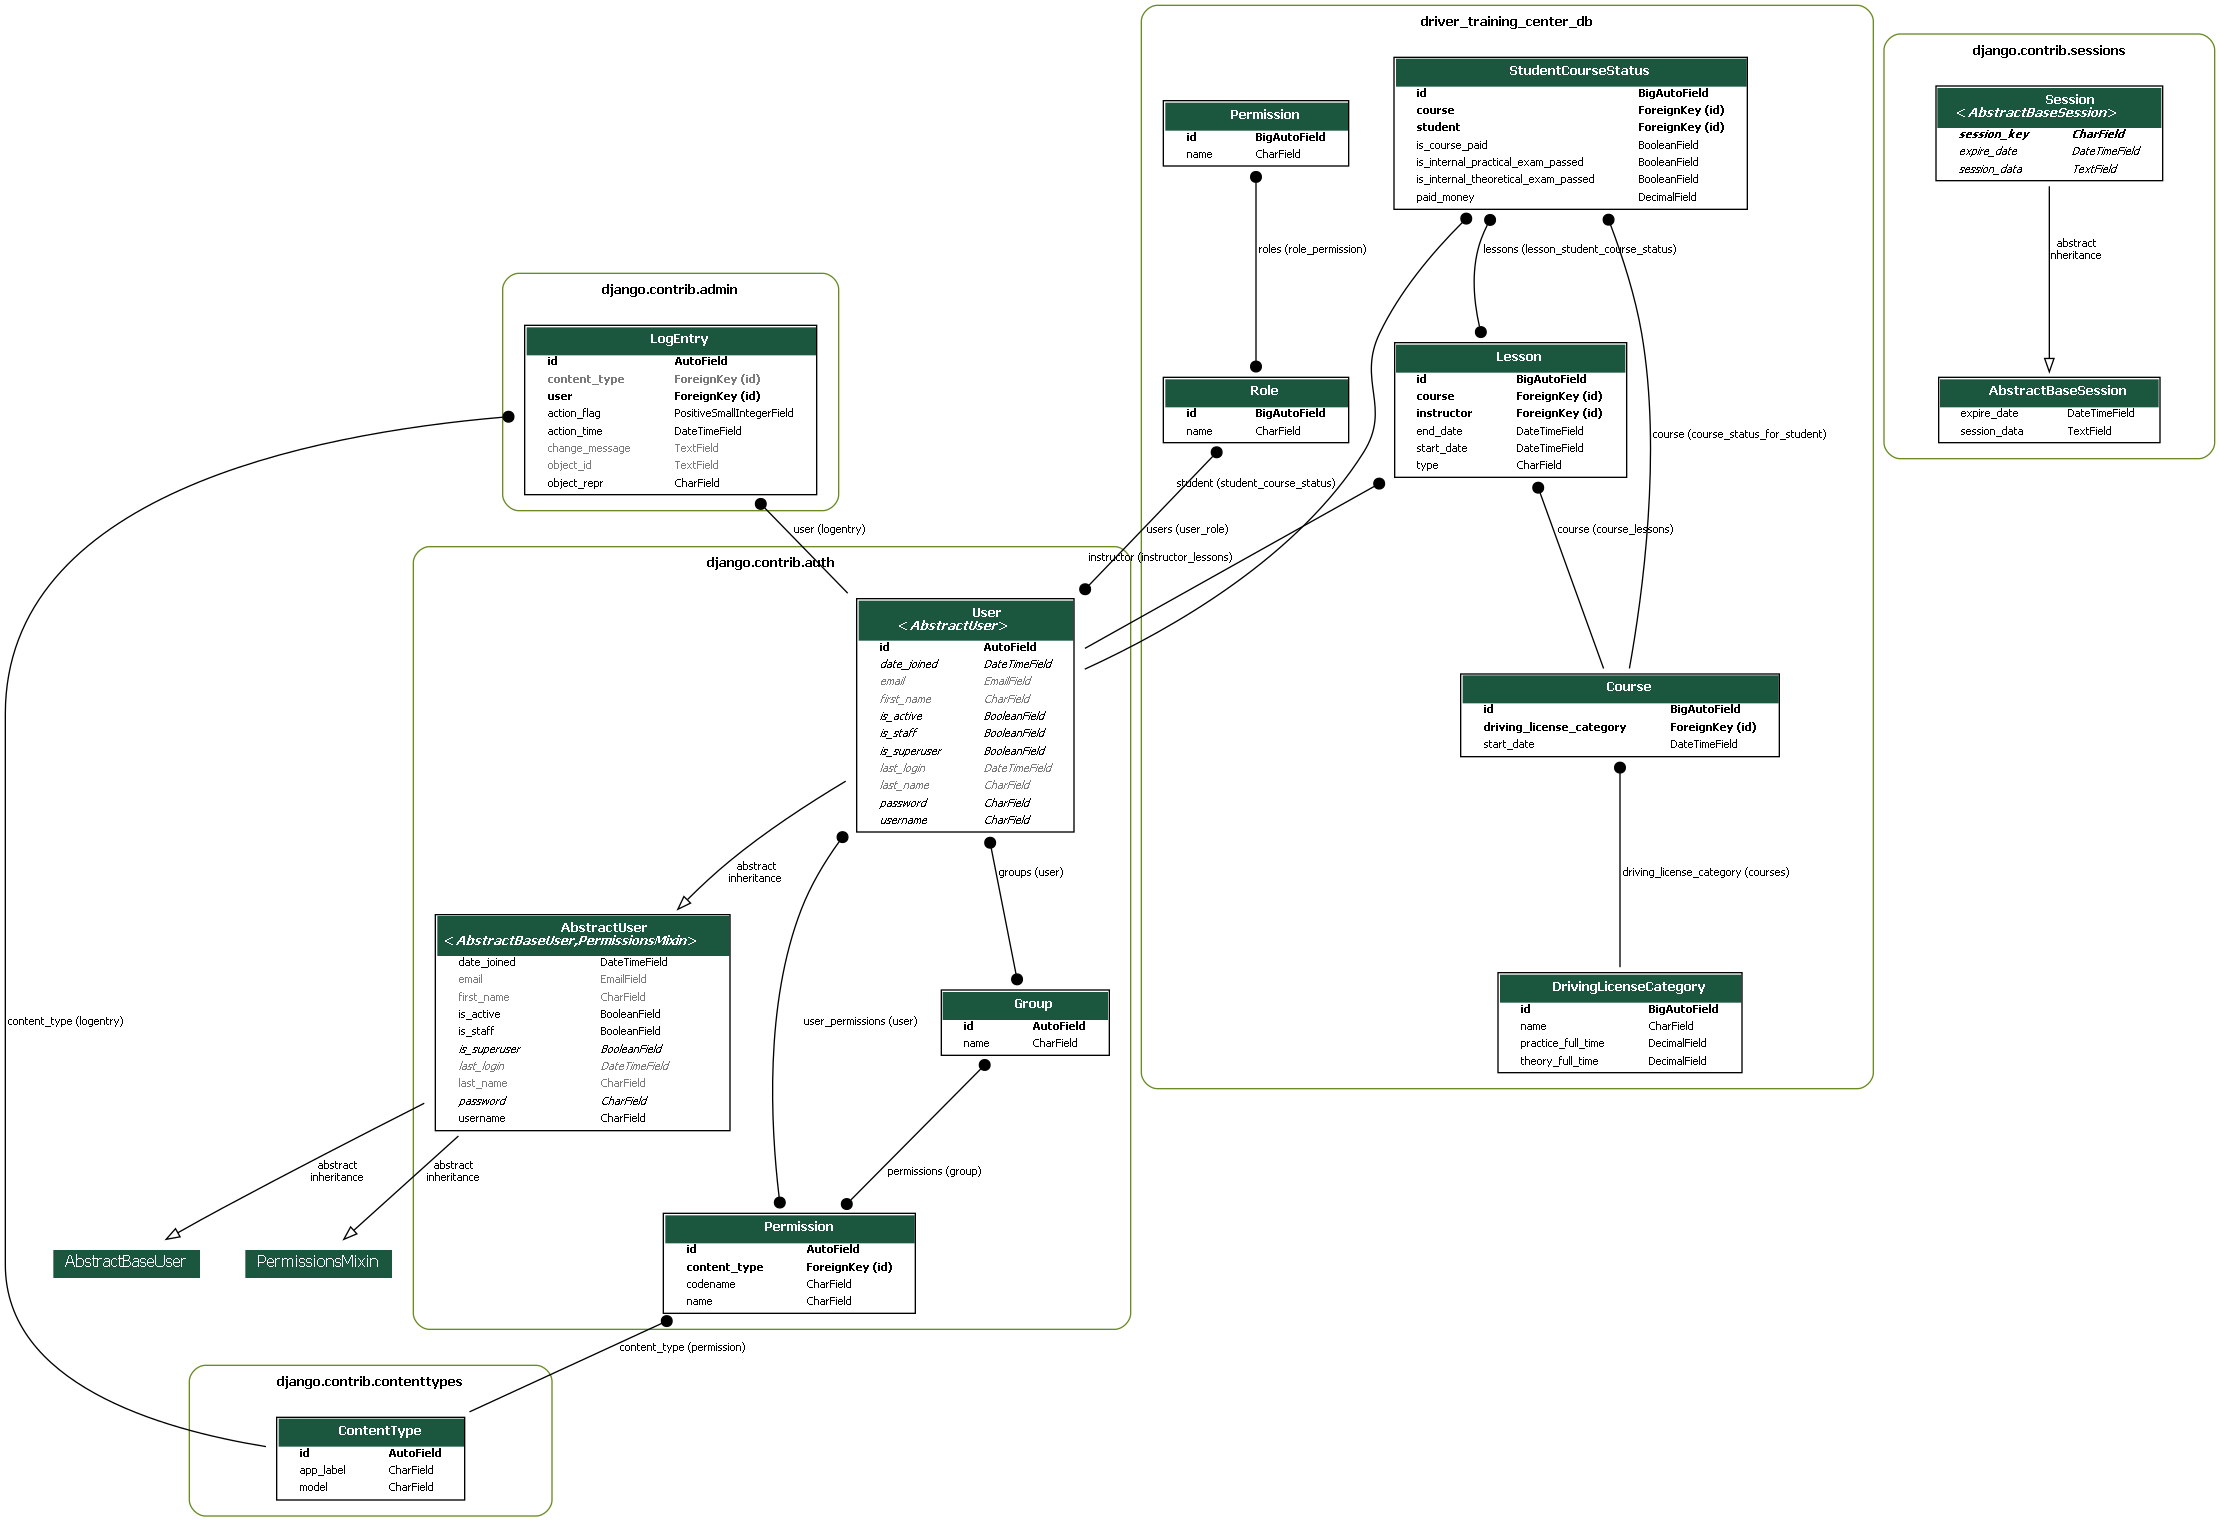 driver_training_center_db
StudentCourseStatus
id BigAutoField
course ForeignKey (id)
student ForeignKey (id)
is_course_paid BooleanField
is_internal_practical_exam_passed BooleanField
is_internal_theoretical_exam_passed BooleanField
paid_money DecimalField
Permission
id BigAutoField
name CharField
roles (role_permission)
lessons (lesson_student_course_status)
Role
id BigAutoField
name CharField
Lesson
id BigAutoField
course ForeignKey (id)
instructor ForeignKey (id)
end_date DateTimeField
start_date DateTimeField
type CharField
course (course_status_for_student)
student (student_course_status)
users (user_role)
instructor (instructor_lessons)
course (course_lessons)
Course
id BigAutoField
driving_license_category ForeignKey (id)
start_date DateTimeField
driving_license_category (courses)
DrivingLicenseCategory
id BigAutoField
name CharField
practice_full_time DecimalField
theory_full_time DecimalField
django.contrib.sessions
Session
<AbstractBaseSession>
session_key CharField
expire_date DateTimeField
session_data TextField
abstract
nheritance
AbstractBaseSession
expire_date DateTimeField
session_data TextField
django.contrib.admin
LogEntry
id AutoField
content_type ForeignKey (id)
user ForeignKey (id)
action_flag PositiveSmallIntegerField
action_time DateTimeField
change_message TextField
object_id TextField
object_repr CharField
user (logentry)
django.contrib.auth
User
<AbstractUser>
id AutoField
date_joined DateTimeField
email EmailField
first_name CharField
is_active BooleanField
is_staff BooleanField
is_superuser BooleanField
last_login DateTimeField
last_name CharField
password CharField
username CharField
abstract
inheritance
groups (user)
AbstractUser
<AbstractBaseUser,PermissionsMixin>
date_joined DateTimeField
email EmailField
first_name CharField
is_active BooleanField
is_staff BooleanField
is_superuser BooleanField
last_login DateTimeField
last_name CharField
password CharField
username CharField
user_permissions (user)
Group
id AutoField
name CharField
content_type (logentry)
abstract
inheritance
abstract
inheritance
permissions (group)
AbstractBaseUser
PermissionsMixin
Permission
id AutoField
content_type ForeignKey (id)
codename CharField
name CharField
content_type (permission)
django.contrib.contenttypes
ContentType
id AutoField
app_label CharField
model CharField